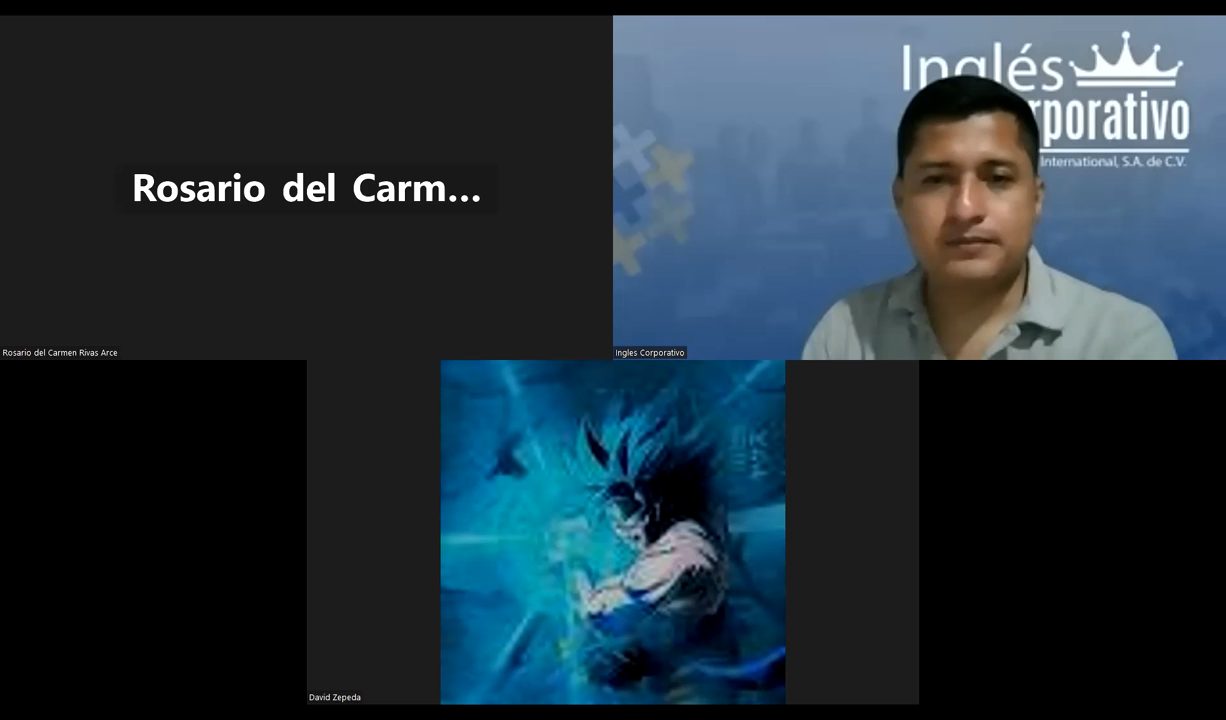 Rosario del Carm...
Rosario del Carmen Rivas Arce
Inglés
rporativo
International, S.A. de C.V.
Ingles Corporativo
David Zepeda